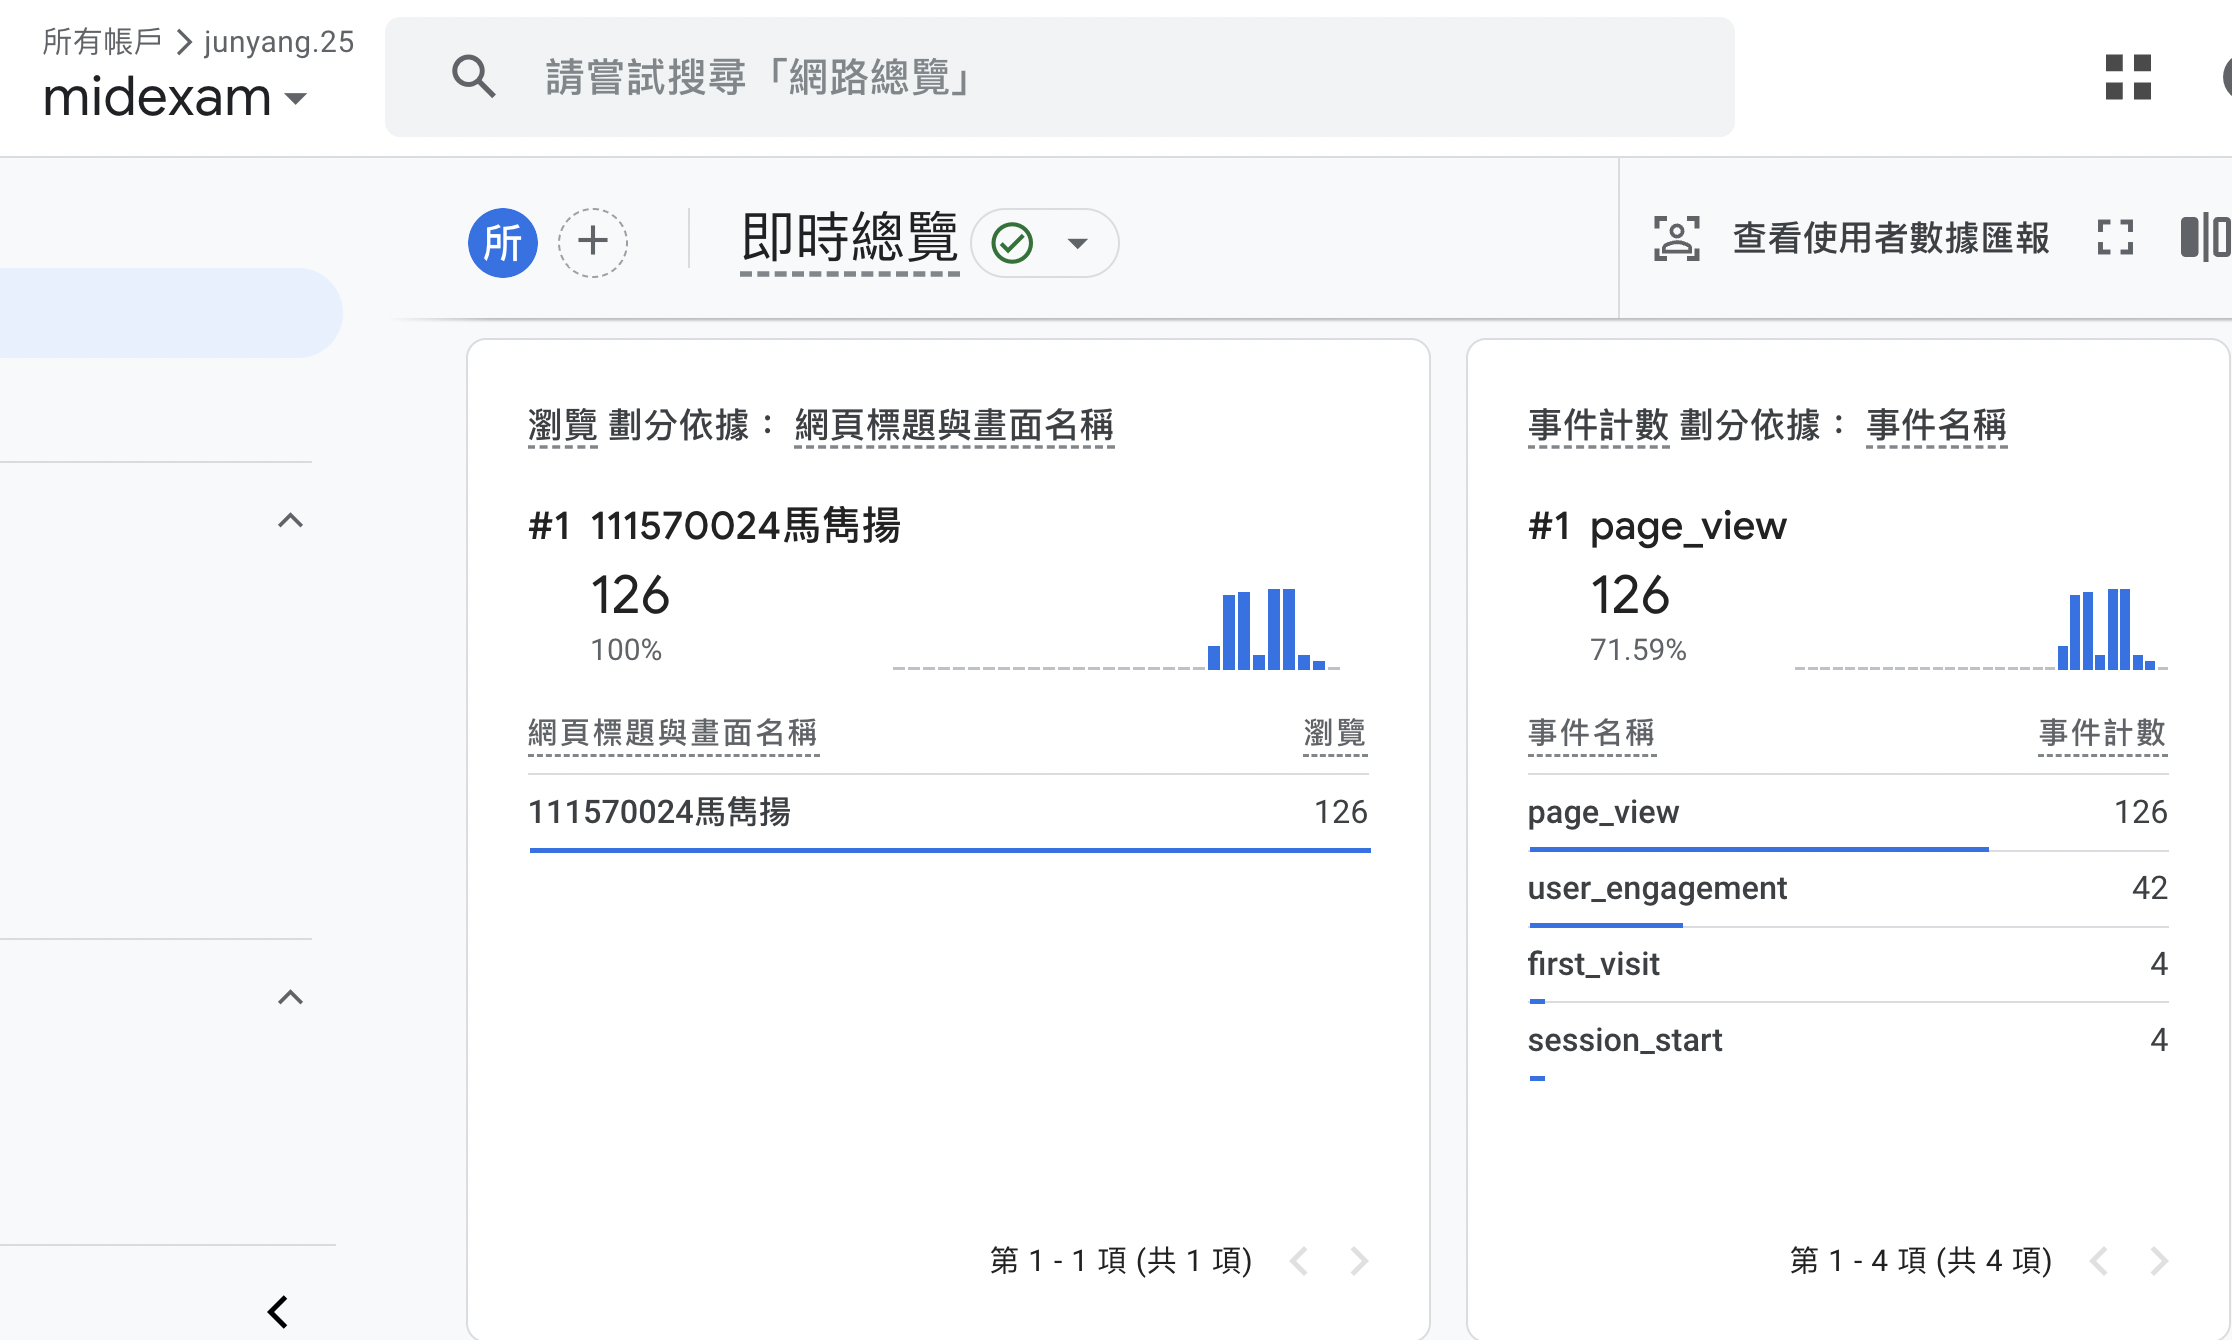 所有帳戶 > junyang.25
midexam
請嘗試搜尋「網路總覽」
所
即時總覽
查看使用者數據匯報
瀏覽 劃分依據： 網頁標題與畫面名稱
#1 111570024馬雋揚
126
100%
網頁標題與畫面名稱 瀏覽
111570024馬雋揚 126
第 1 - 1 項 (共 1 項)
事件計數 劃分依據： 事件名稱
#1 page_view
126
71.59%
事件名稱 事件計數
page_view 126
user_engagement 42
first_visit 4
session_start 4
第 1 - 4 項 (共 4 項)